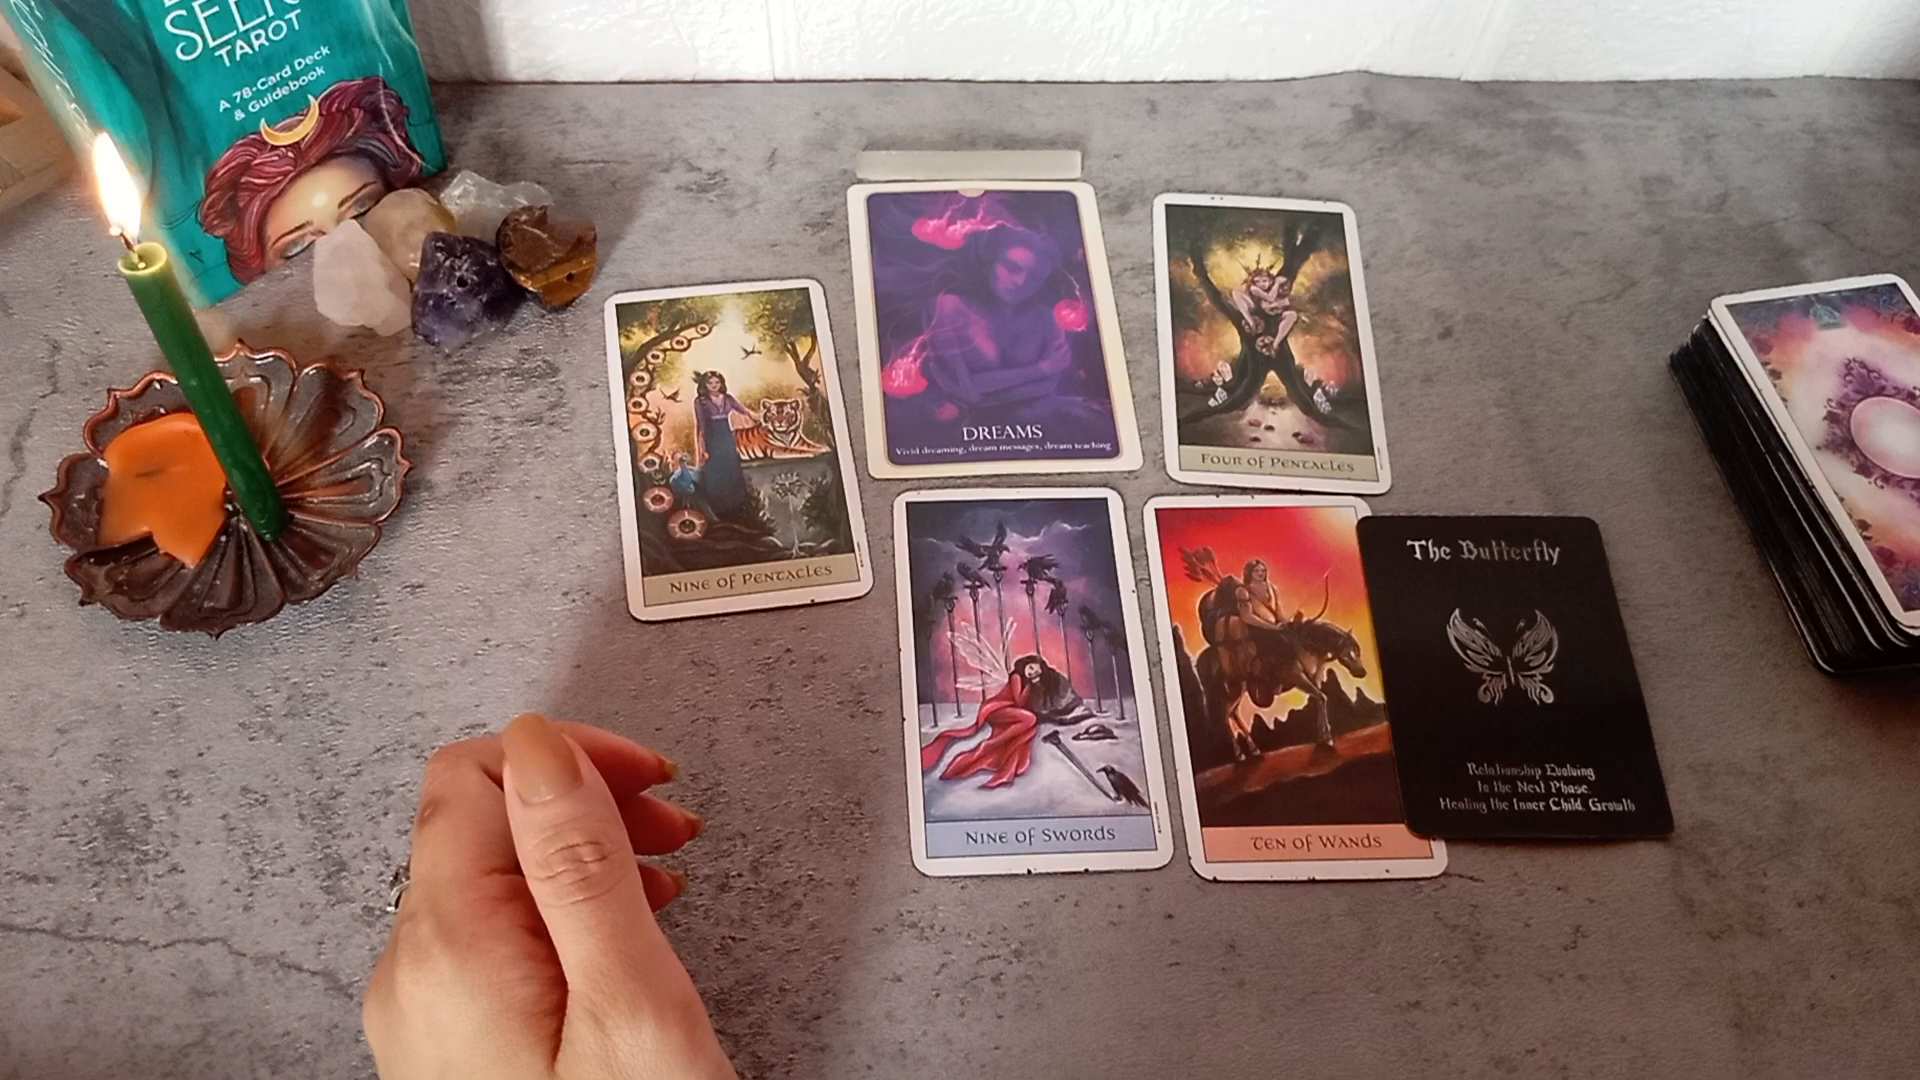 SEER
TAROT
A 78-Card Deck
& Guidebook
DREAMS
Vivid dreaming, dream messages, dream teaching
FOUR OF PENTACLES
NINE OF PENTACLES
The Butterfly
Relationship Evolving
to the Next Phase.
Healing the Inner Child. Growth
NINE OF SWORDS
TEN OF WANDS